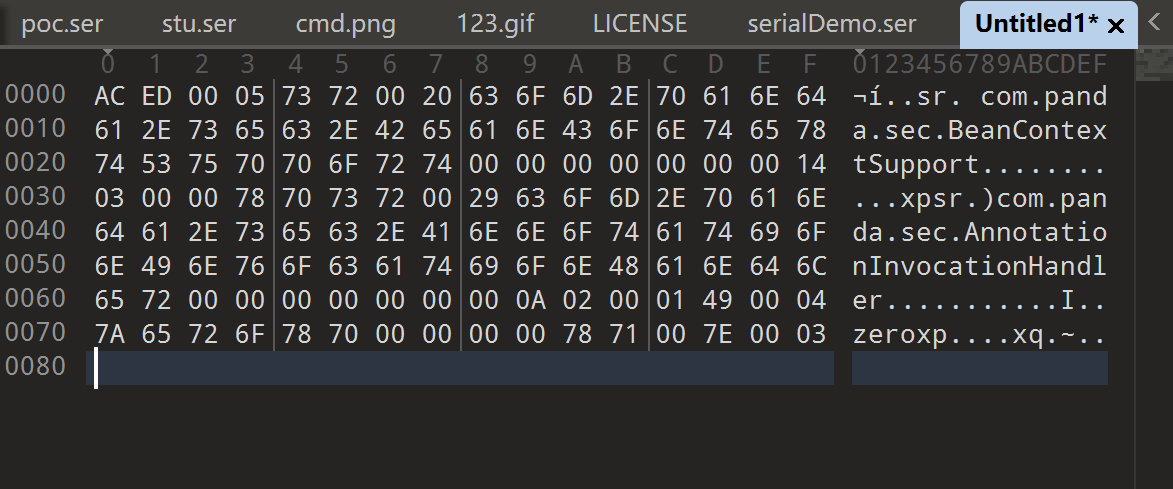 poc.ser stu.ser cmd.png 123.gif LICENSE serialDemo.ser Untitled1* ×
0 1 2 3 4 5 6 7 8 9 A B C D E F 0123456789ABCDEF
0000 AC ED 00 05 73 72 00 20 63 6F 6D 2E 70 61 6E 64 ¬í..sr. com.pand
0010 61 2E 73 65 63 2E 42 65 61 6E 43 6F 6E 74 65 78 a.sec.BeanContex
0020 74 53 75 70 70 6F 72 74 00 00 00 00 00 00 00 14 tSupport........
0030 03 00 00 78 70 73 72 00 29 63 6F 6D 2E 70 61 6E ...xpsr.)com.pan
0040 64 61 2E 73 65 63 2E 41 6E 6E 6F 74 61 74 69 6F da.sec.Annotatio
0050 6E 49 6E 76 6F 63 61 74 69 6F 6E 48 61 6E 64 6C nInvocationHandl
0060 65 72 00 00 00 00 00 00 00 0A 02 00 01 49 00 04 er...........I..
0070 7A 65 72 6F 78 70 00 00 00 00 78 71 00 7E 00 03 zeroxp....xq.~..
0080